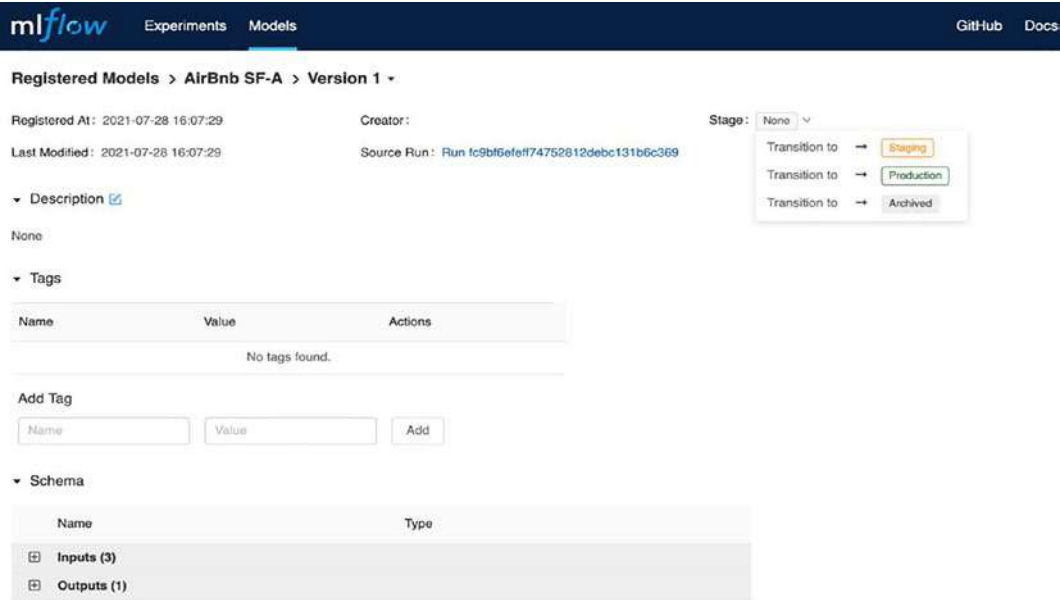 mlflow Experiments Models GitHub Docs
Registered Models > AirBnb SF-A > Version 1
Registered At: 2021-07-28 16:07:29 Creator: Stage: None
Last Modified: 2021-07-28 16:07:29 Source Run: Run fc9bf6efeff74752812debc131b6c369 Transition to → Staging
Transition to → Production
Description Transition to → Archived
None
Tags
Name Value Actions
No tags found.
Add Tag
Name Value Add
Schema
Name Type
Inputs (3)
Outputs (1)